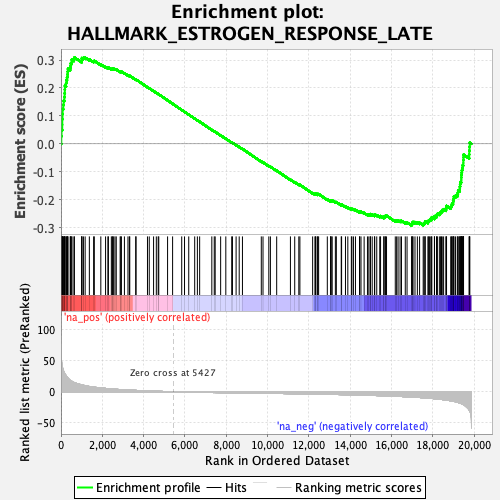 Enrichment plot:
HALLMARK_ESTROGEN_RESPONSE_LATE
Enrichment score (ES)
0.3
0.2
0.1
0.0
-0.1
-0.2
-0.3
Ranked list metric (PreRanked)
100
50
0
-50
'na_pos' (positively correlated)
Zero cross at 5427
'na_neg' (negatively correlated)
0
2,000
4,000
6,000
8,000
10,000
12,000
14,000
16,000
18,000
20,000
Rank in Ordered Dataset
Enrichment profile
Hits
Ranking metric scores